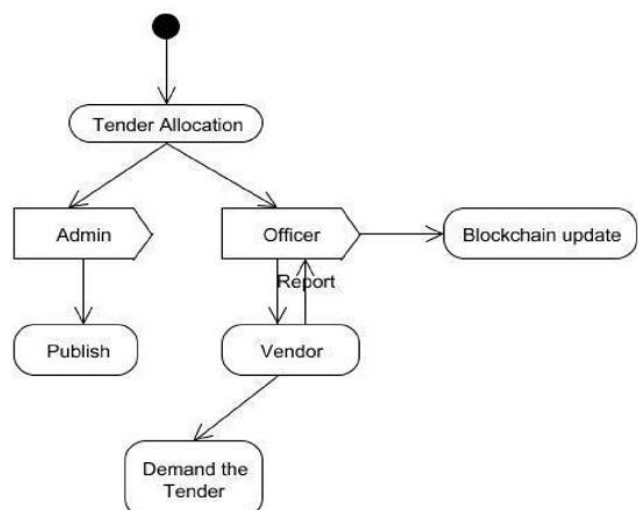 Tender Allocation
Admin
Officer
Blockchain update
Report
Publish
Vendor
Demand the
Tender